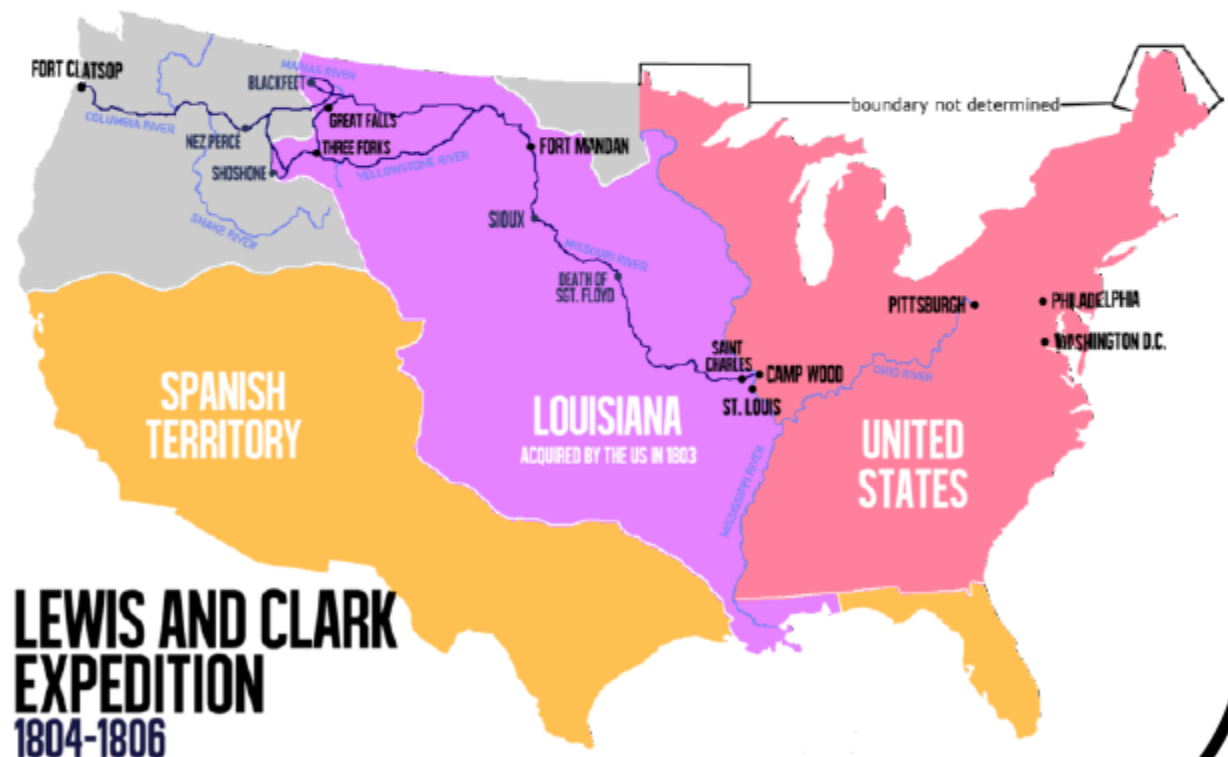 FORT CLATSOP
COLUMBIA RIVER
NEZ PERCE
SHOSHONE
SNAKE RIVER
MARIAS RIVER
BLACKFEET
GREAT FALLS
THREE FORKS
YELLOWSTONE RIVER
FORT MANDAN
SIOUX
MISSOURI RIVER
DEATH OF
SGT. FLOYD
SAINT
CHARLES
CAMP WOOD
ST. LOUIS
boundary not determined
PITTSBURGH
PHILADELPHIA
WASHINGTON D.C.
OHIO RIVER
MISSISSIPPI RIVER
SPANISH
TERRITORY
LOUISIANA
ACQUIRED BY THE US IN 1803
UNITED
STATES
LEWIS AND CLARK
EXPEDITION
1804-1806